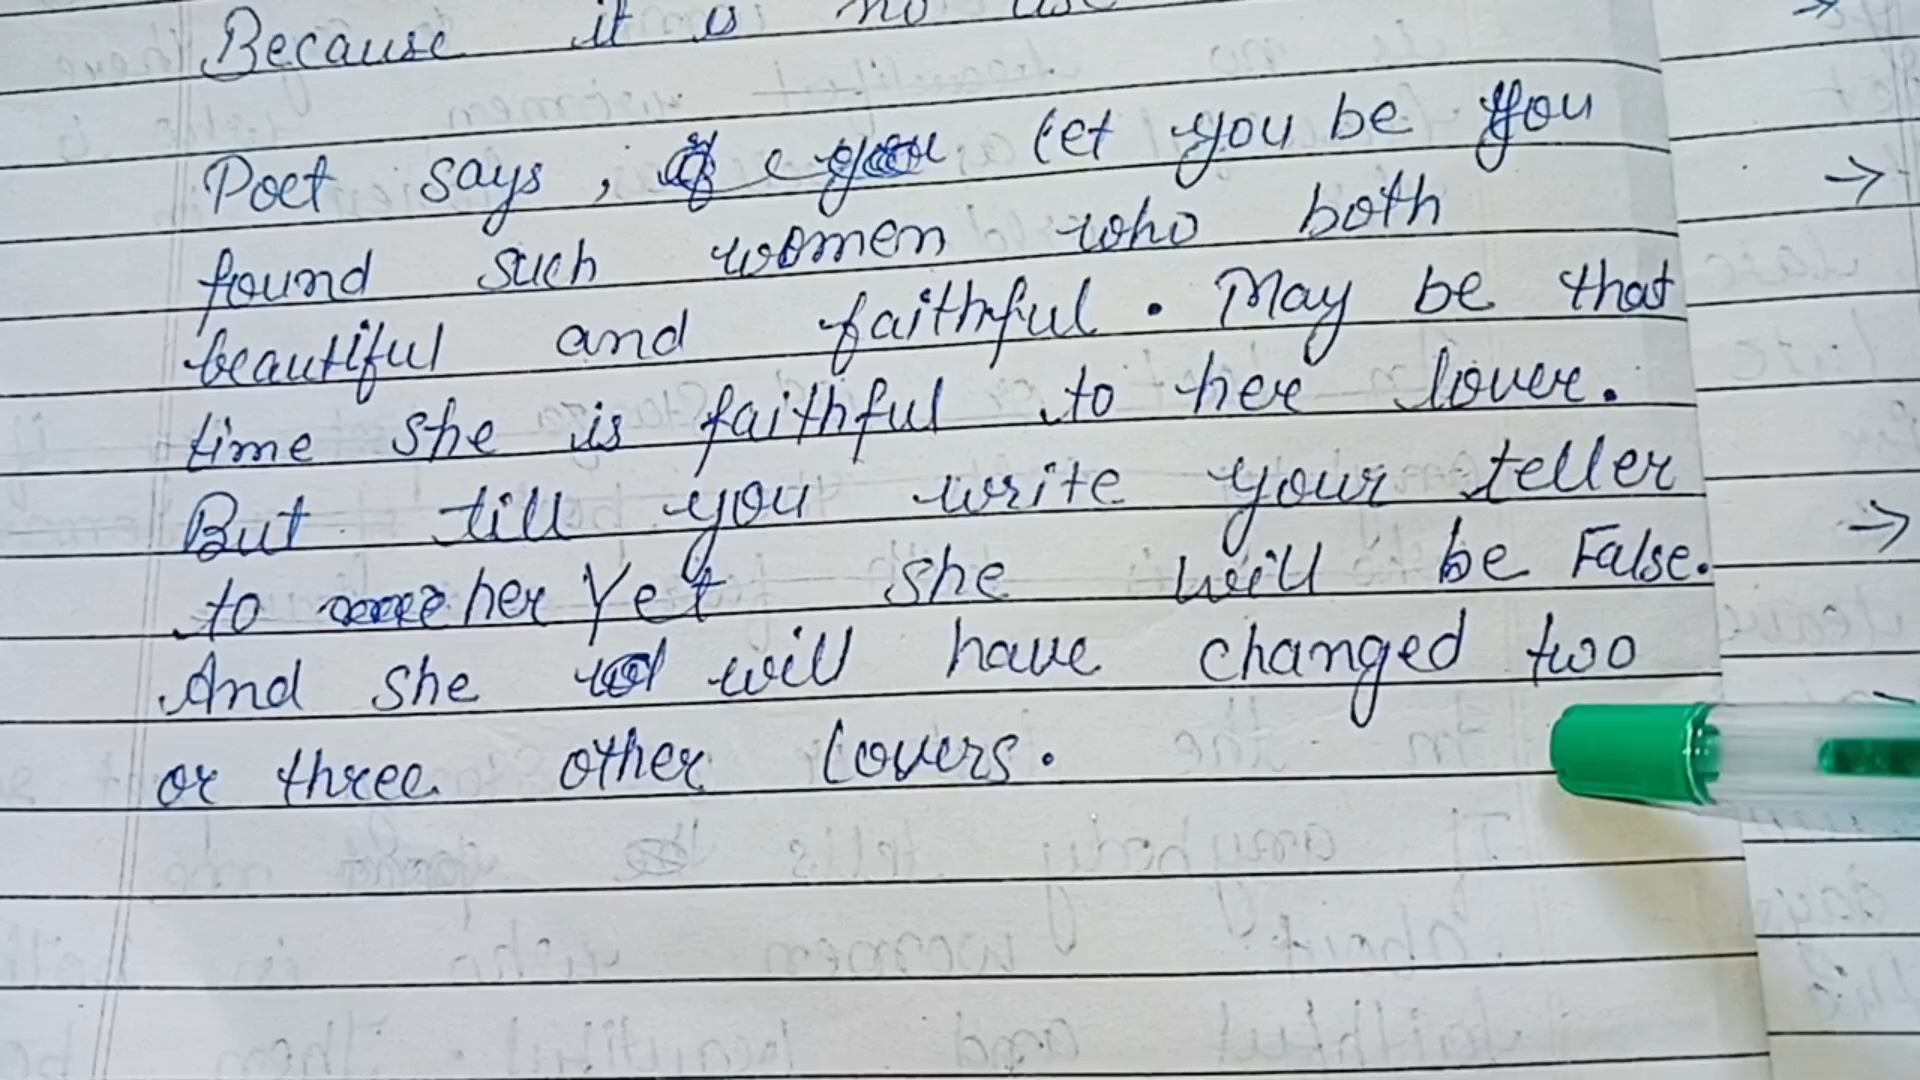 Because it is no use
Poet says, let you be you
found such women who both
beautiful and faithful. May be that
time she is faithful to her lover.
But till you write your teller
to her Yet she will be False.
And she will have changed two
or three other lovers.